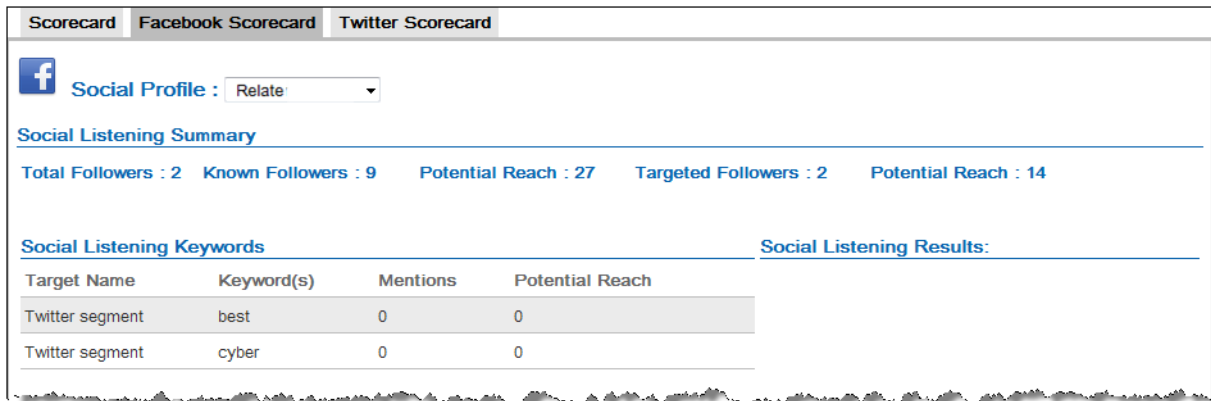 Scorecard Facebook Scorecard Twitter Scorecard
f
Social Profile : Relate
Social Listening Summary
Total Followers : 2 Known Followers : 9 Potential Reach : 27 Targeted Followers : 2 Potential Reach : 14
Social Listening Keywords Social Listening Results:
Target Name Keyword(s) Mentions Potential Reach
Twitter segment best 0 0
Twitter segment cyber 0 0